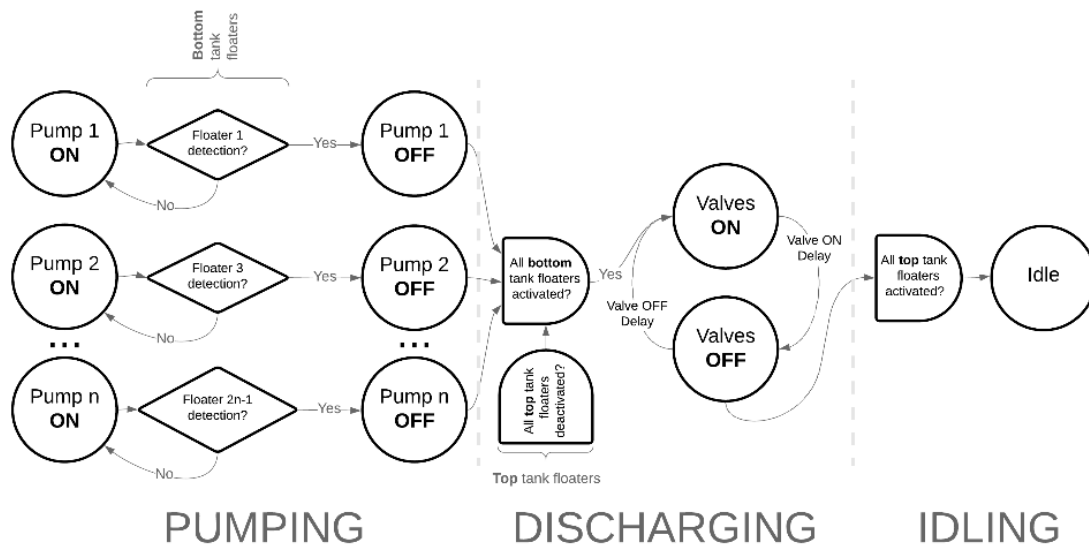 Bottom
tank
floaters
Pump 1
ON
Floater 1
detection?
Yes
No
Pump 1
OFF
Pump 2
ON
Floater 3
detection?
Yes
No
Pump 2
OFF
...
...
Pump n
ON
Floater 2n-1
detection?
Yes
No
Pump n
OFF
All bottom
tank floaters
activated?
Yes
All top tank
floaters
deactivated?
Top tank floaters
Valves
ON
Valve ON
Delay
Valve OFF
Delay
Valves
OFF
All top tank
floaters
activated?
Idle
PUMPING
DISCHARGING
IDLING